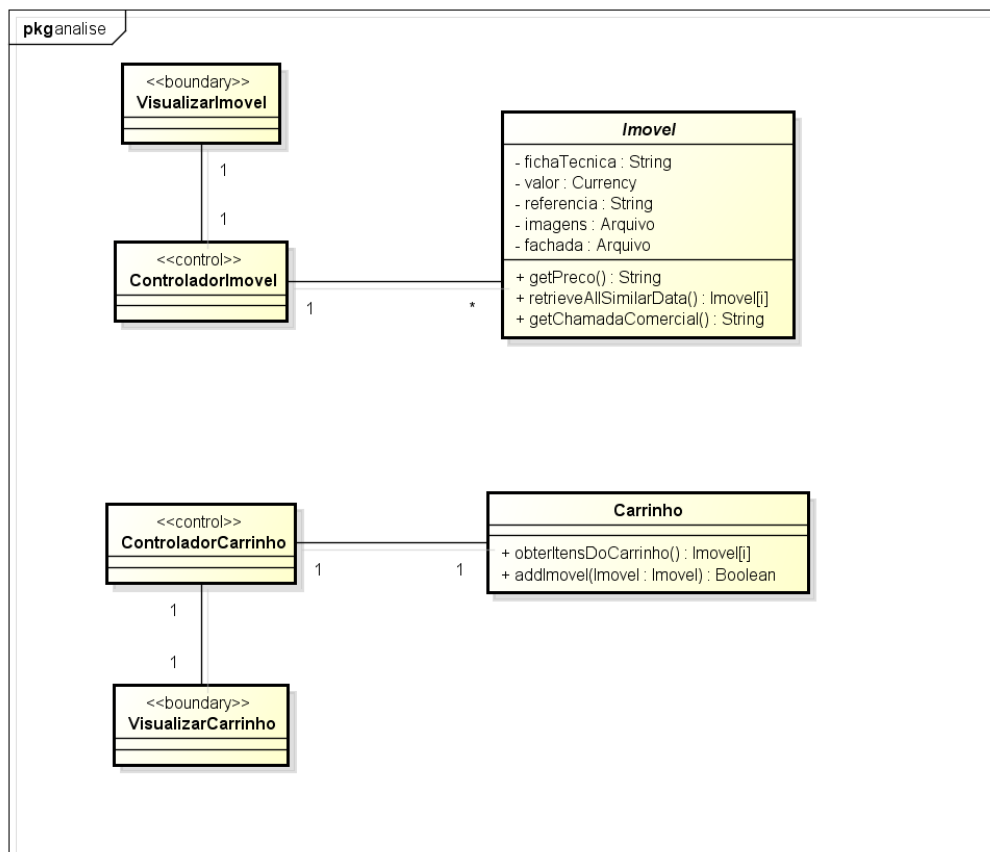 pkg analise
<<boundary>>
VisualizarImovel
1
1
<<control>>
ControladorImovel
1
*
Imovel
- fichaTecnica : String
- valor : Currency
- referencia : String
- imagens : Arquivo
- fachada : Arquivo
+ getPreco() : String
+ retrieveAllSimilarData() : Imovel[i]
+ getChamadaComercial() : String
<<control>>
ControladorCarrinho
1
1
Carrinho
+ obterItensDoCarrinho() : Imovel[i]
+ addImovel(Imovel : Imovel) : Boolean
1
1
<<boundary>>
VisualizarCarrinho